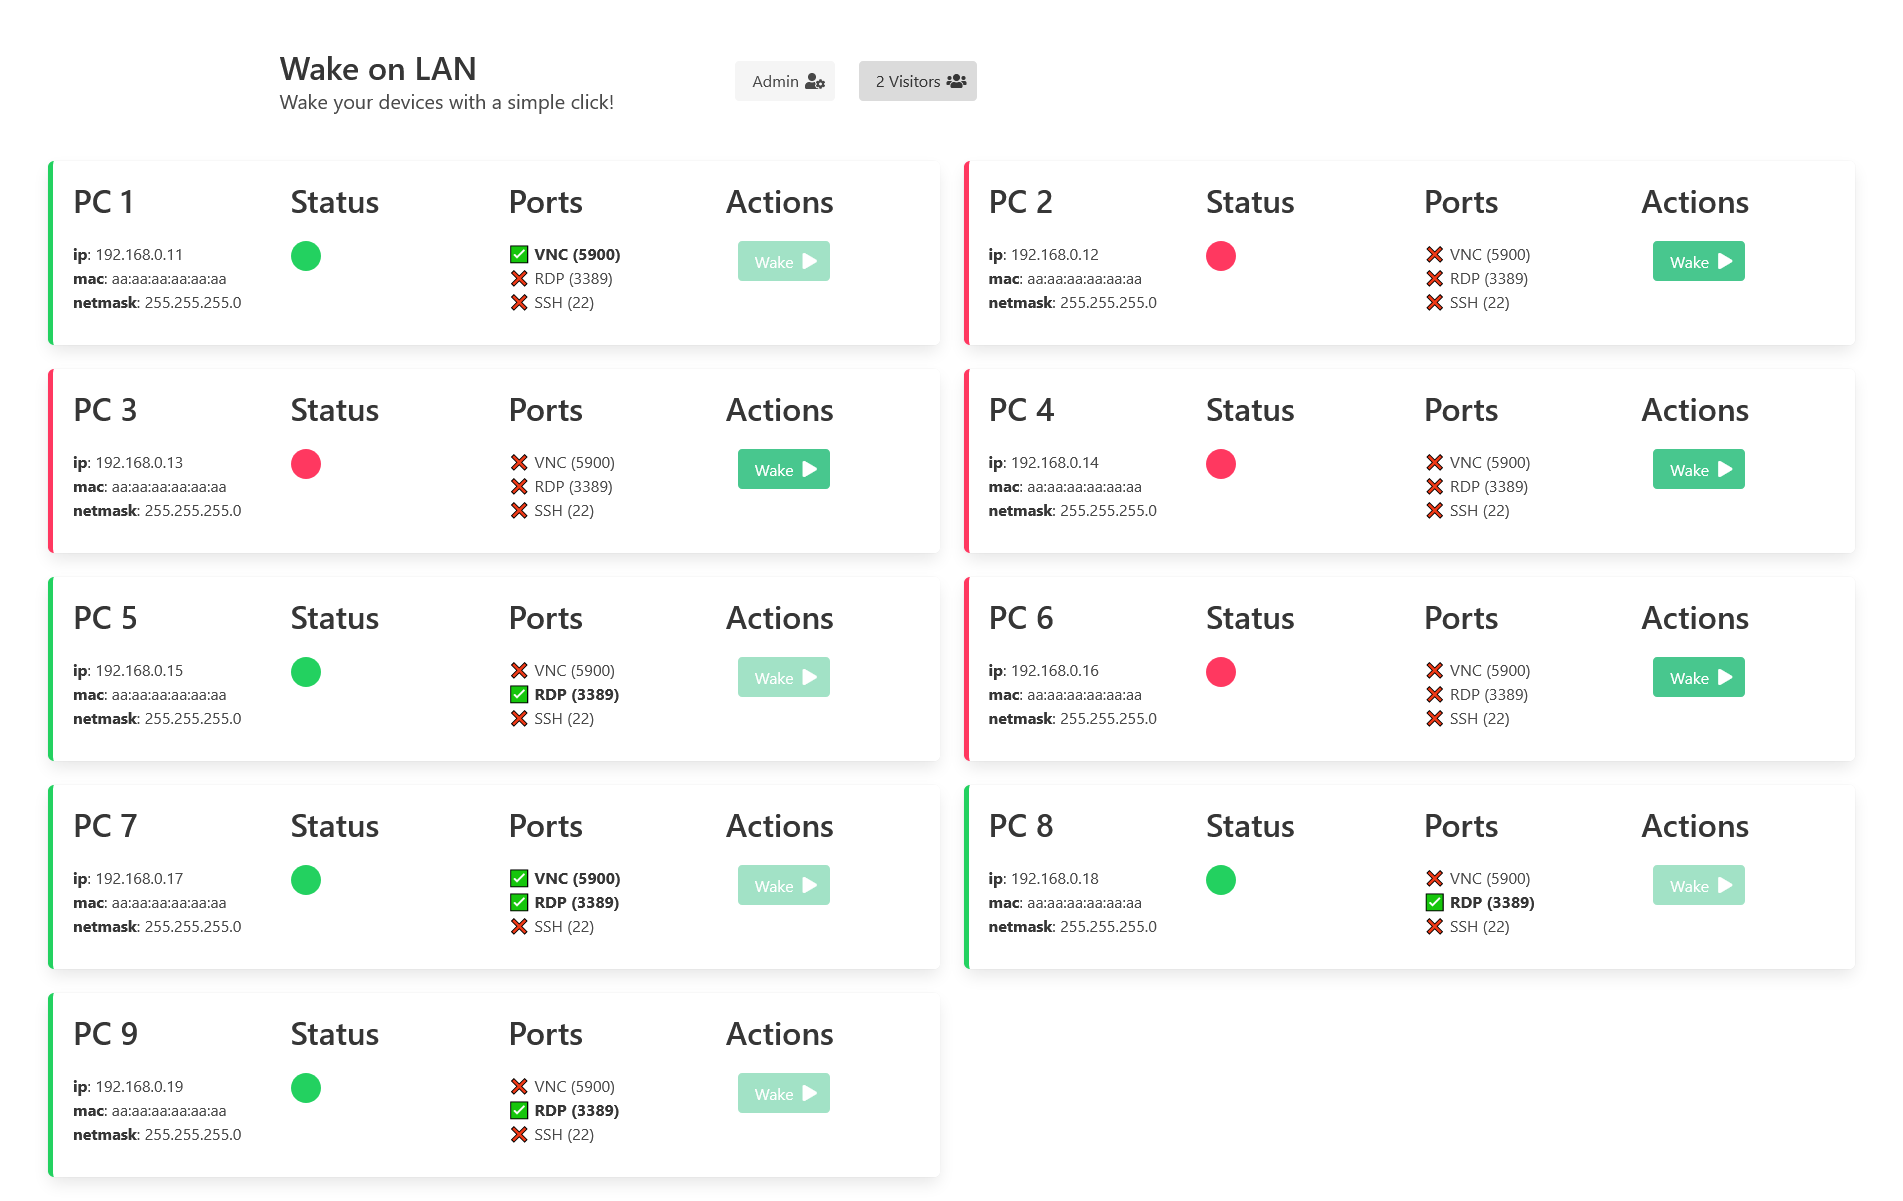 Wake on LAN
Wake your devices with a simple click!
Admin
2 Visitors
PC 1
Status
Ports
Actions
ip: 192.168.0.11
mac: aa:aa:aa:aa:aa:aa
netmask: 255.255.255.0
VNC (5900)
RDP (3389)
SSH (22)
Wake
PC 2
Status
Ports
Actions
ip: 192.168.0.12
mac: aa:aa:aa:aa:aa:aa
netmask: 255.255.255.0
VNC (5900)
RDP (3389)
SSH (22)
Wake
PC 3
Status
Ports
Actions
ip: 192.168.0.13
mac: aa:aa:aa:aa:aa:aa
netmask: 255.255.255.0
VNC (5900)
RDP (3389)
SSH (22)
Wake
PC 4
Status
Ports
Actions
ip: 192.168.0.14
mac: aa:aa:aa:aa:aa:aa
netmask: 255.255.255.0
VNC (5900)
RDP (3389)
SSH (22)
Wake
PC 5
Status
Ports
Actions
ip: 192.168.0.15
mac: aa:aa:aa:aa:aa:aa
netmask: 255.255.255.0
VNC (5900)
RDP (3389)
SSH (22)
Wake
PC 6
Status
Ports
Actions
ip: 192.168.0.16
mac: aa:aa:aa:aa:aa:aa
netmask: 255.255.255.0
VNC (5900)
RDP (3389)
SSH (22)
Wake
PC 7
Status
Ports
Actions
ip: 192.168.0.17
mac: aa:aa:aa:aa:aa:aa
netmask: 255.255.255.0
VNC (5900)
RDP (3389)
SSH (22)
Wake
PC 8
Status
Ports
Actions
ip: 192.168.0.18
mac: aa:aa:aa:aa:aa:aa
netmask: 255.255.255.0
VNC (5900)
RDP (3389)
SSH (22)
Wake
PC 9
Status
Ports
Actions
ip: 192.168.0.19
mac: aa:aa:aa:aa:aa:aa
netmask: 255.255.255.0
VNC (5900)
RDP (3389)
SSH (22)
Wake